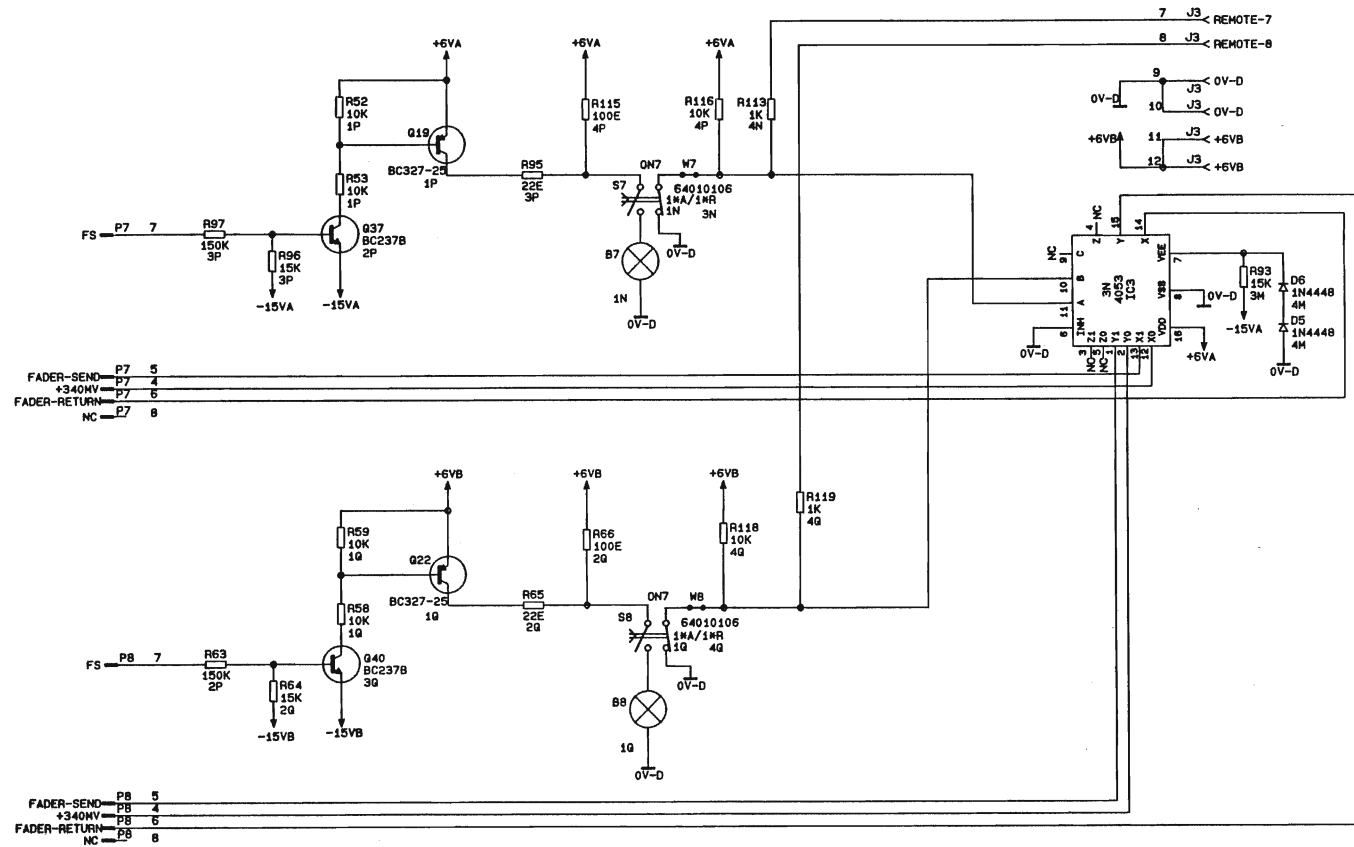 7 J3 REMOTE-7
8 J3 REMOTE-8
9 0V-D
J3
0V-D
10 0V-D
11 J3 +6VB
+6VB
12 J3 +6VB
+6VA
+6VA
+6VA
R52
10K
1P
Q19
BC327-25
1P
R115
100E
4P
R116
10K
4P
R113
1K
4N
R53
10K
1P
R95
22E
3P
ON7
W7
S7
64010106
1*A/1*R
1N
3N
FS P7 7
R97
150K
3P
R96
15K
3P
-15VA
Q37
BC237B
2P
-15VA
B7
1N
0V-D
0V-D
NC
4
Z
15
Y
14
X
NC
9
C
10
B
11
A
6
INH
3N
4053
IC3
VEE
7
VSS
8
VDD
16
Z1
Z0
Y1
Y0
X1
X0
3
5
1
2
13
12
NC
NC
0V-D
R93
15K
3M
-15VA
0V-D
+6VA
D6
1N4448
4M
D5
1N4448
4M
0V-D
FADER-SEND P7 5
+340MV P7 4
FADER-RETURN P7 6
NC P7 8
+6VB
+6VB
+6VB
R59
10K
1Q
Q22
BC327-25
1Q
R66
100E
2Q
R118
10K
4Q
R119
1K
4Q
R58
10K
1Q
R65
22E
2Q
ON7
W8
S8
64010106
1*A/1*R
1Q
4Q
FS P8 7
R63
150K
2P
R64
15K
2Q
-15VB
Q40
BC237B
3Q
-15VB
B8
1Q
0V-D
0V-D
FADER-SEND P8 5
+340MV P8 4
FADER-RETURN P8 6
NC P8 8